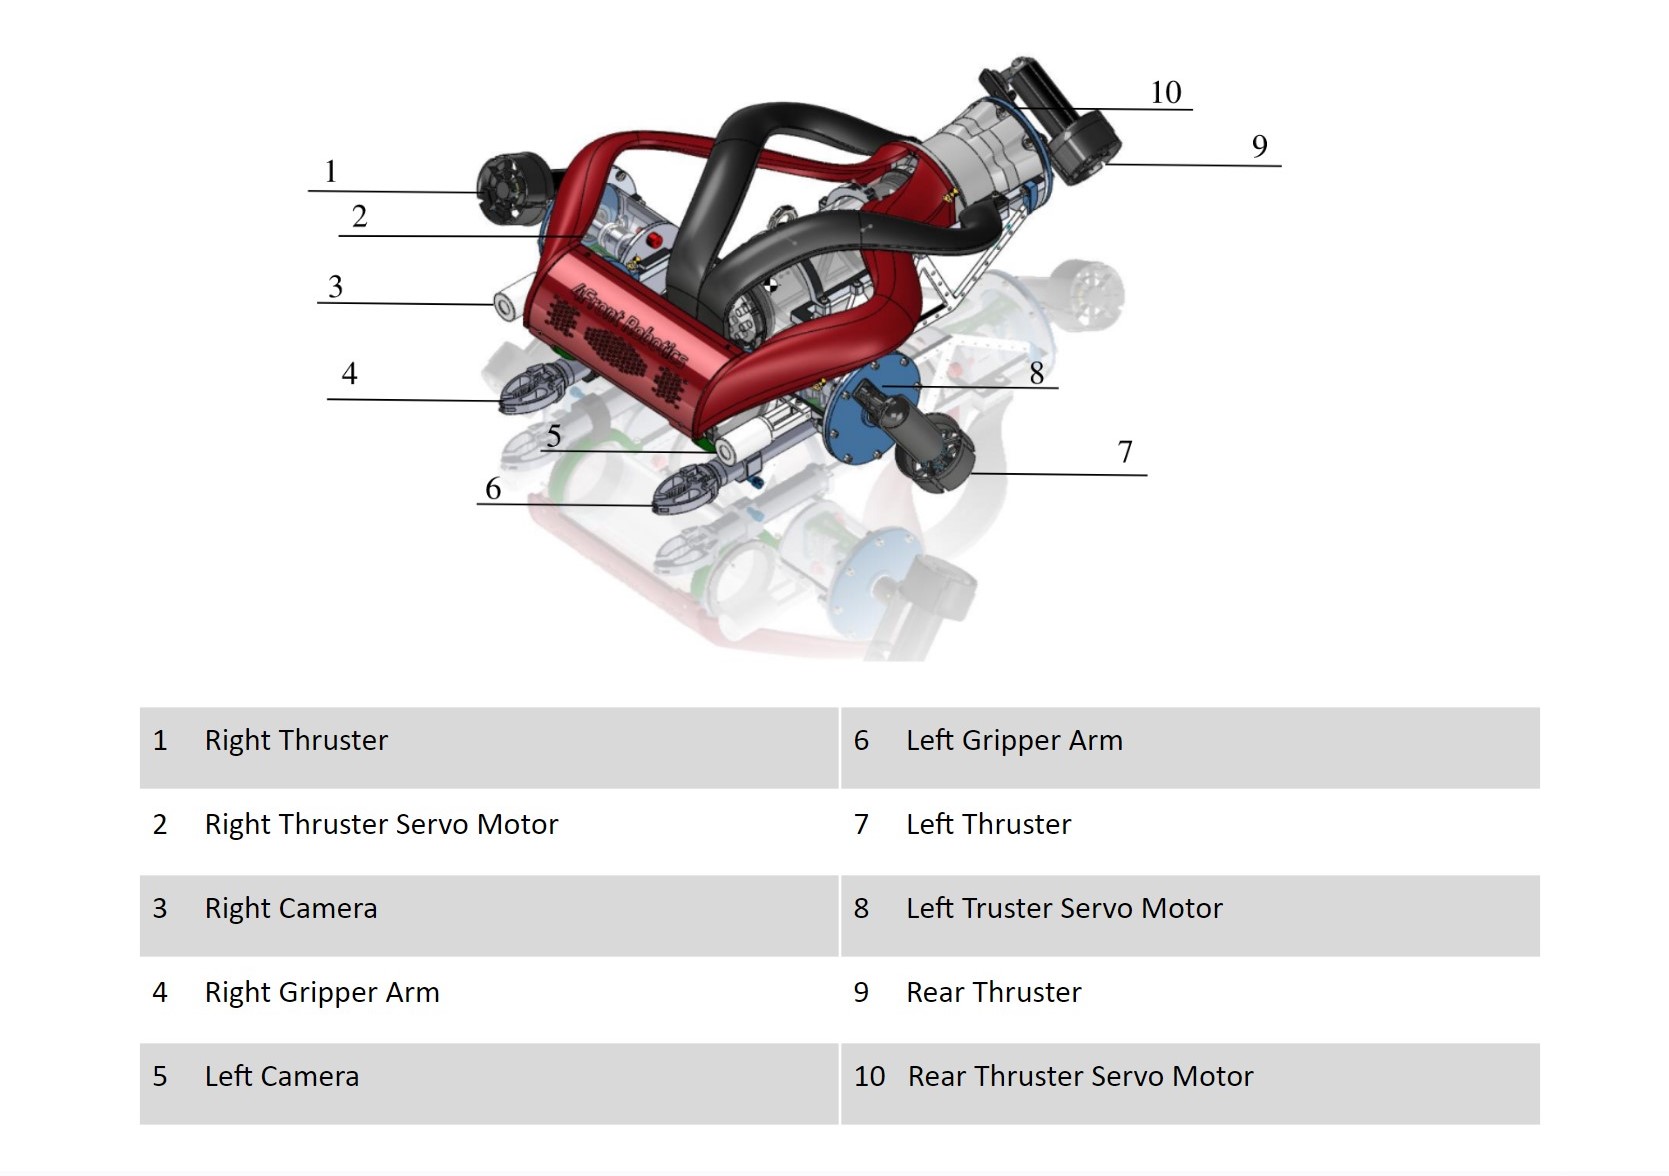 10
9
1
2
3
4
8
5
7
6
4Front Robotics
1 Right Thruster
6 Left Gripper Arm
2 Right Thruster Servo Motor
7 Left Thruster
3 Right Camera
8 Left Truster Servo Motor
4 Right Gripper Arm
9 Rear Thruster
5 Left Camera
10 Rear Thruster Servo Motor